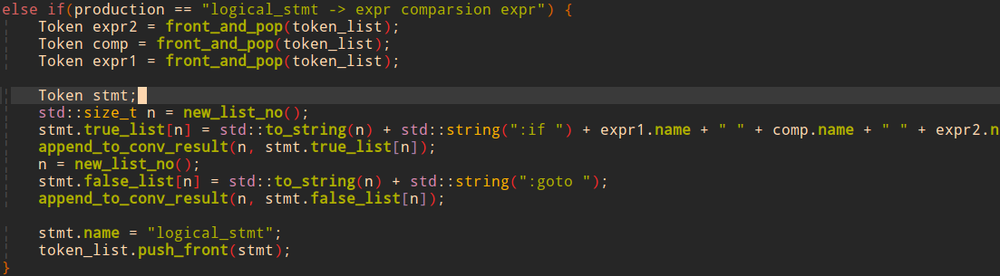 else if(production == "logical_stmt -> expr comparsion expr") {
    Token expr2 = front_and_pop(token_list);
    Token comp = front_and_pop(token_list);
    Token expr1 = front_and_pop(token_list);

    Token stmt;
    std::size_t n = new_list_no();
    stmt.true_list[n] = std::to_string(n) + std::string(":if ") + expr1.name + " " + comp.name + " " + expr2.n
    append_to_conv_result(n, stmt.true_list[n]);
    n = new_list_no();
    stmt.false_list[n] = std::to_string(n) + std::string(":goto ");
    append_to_conv_result(n, stmt.false_list[n]);

    stmt.name = "logical_stmt";
    token_list.push_front(stmt);
}